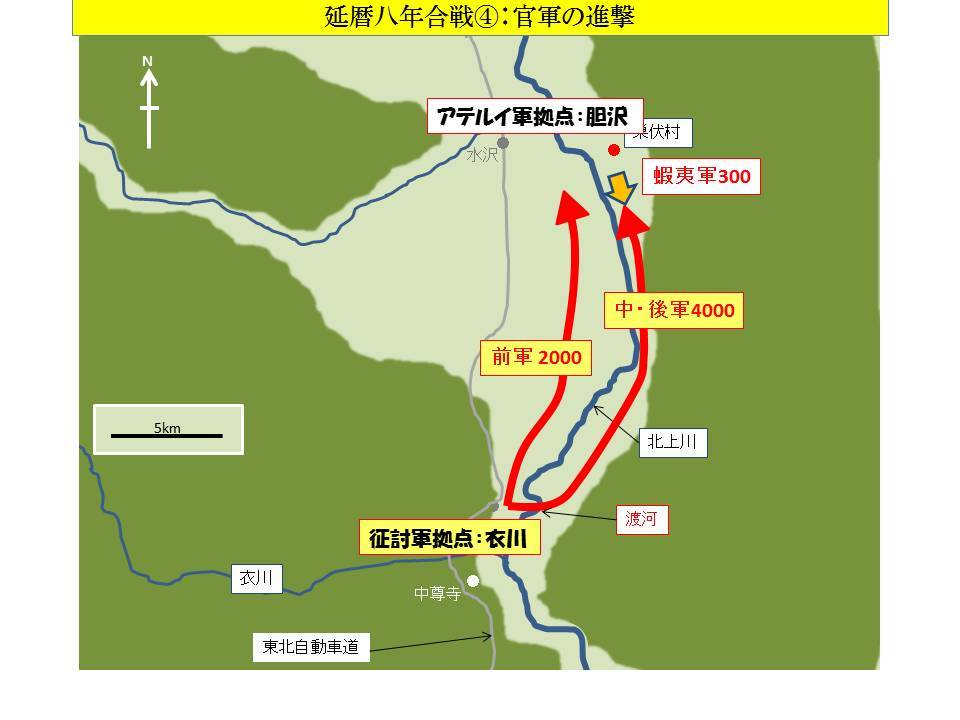 延暦八年合戦④：官軍の進撃
N
アテルイ軍拠点：胆沢
巣伏村
水沢
蝦夷軍300
中・後軍4000
前軍 2000
5km
北上川
渡河
征討軍拠点：衣川
衣川
中尊寺
東北自動車道